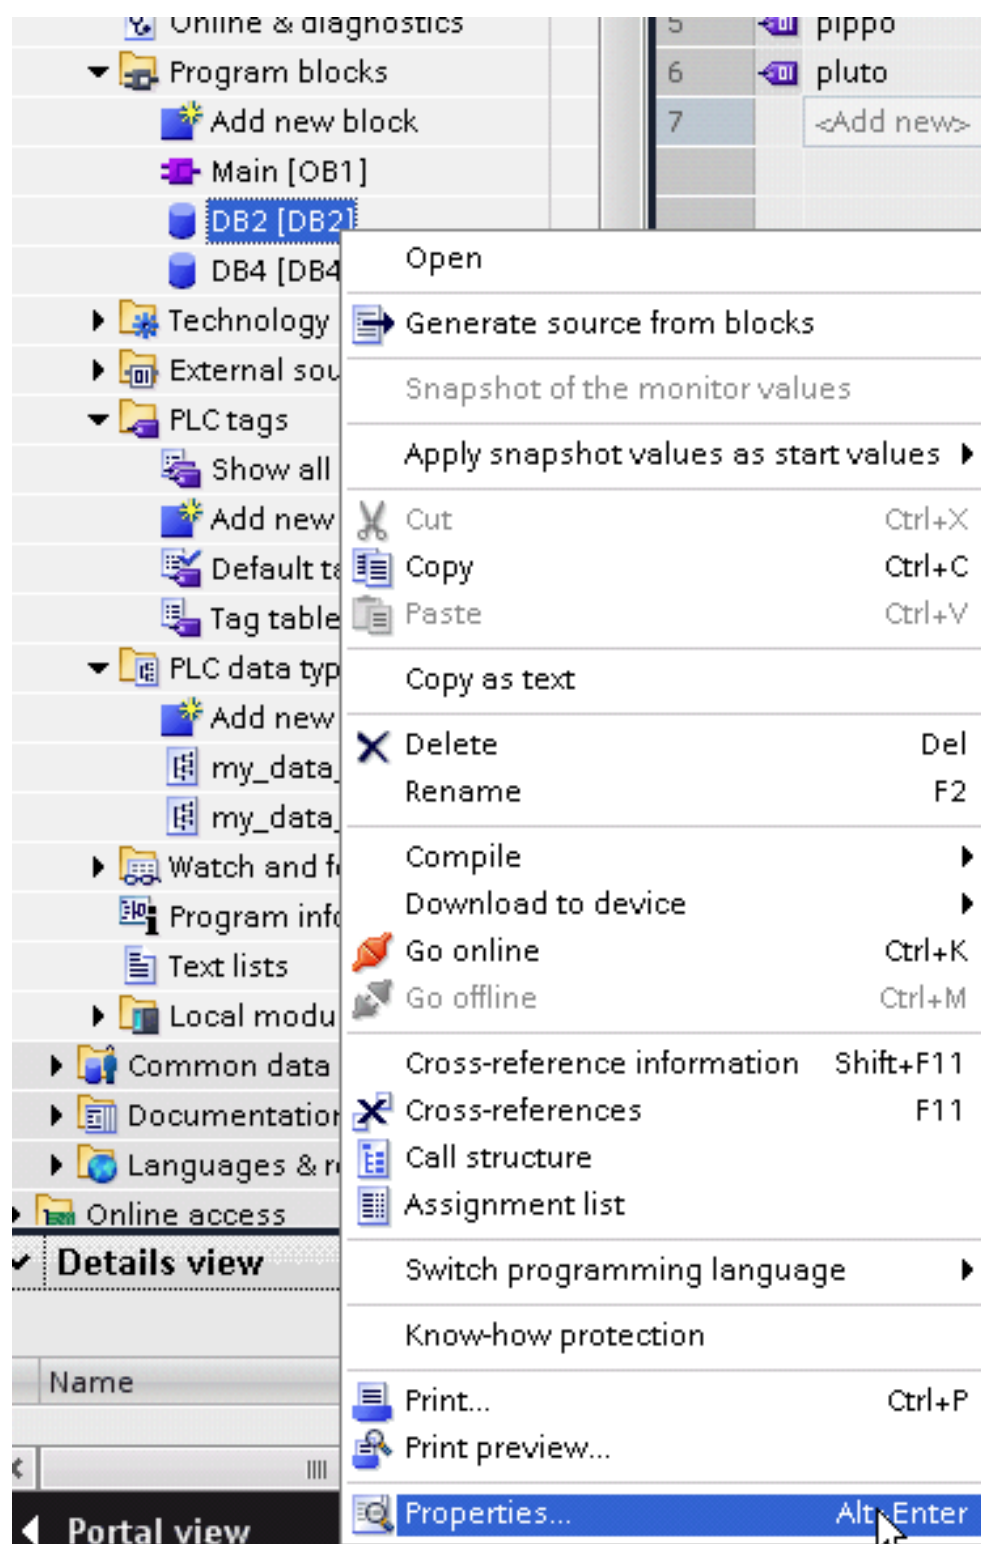 Online & diagnostics
5 pippo
Program blocks
6 pluto
Add new block
7 <Add new>
Main [OB1]
DB2 [DB2]
DB4 [DB4
Technology
External sou
PLC tags
Show all
Add new
Default ta
Tag table
PLC data typ
Add new
my_data_
my_data_
Watch and fo
Program info
Text lists
Local modu
Common data
Documentation
Languages & re
Online access
Details view
Name
Portal view
Open
Generate source from blocks
Snapshot of the monitor values
Apply snapshot values as start values
Cut Ctrl+X
Copy Ctrl+C
Paste Ctrl+V
Copy as text
Delete Del
Rename F2
Compile
Download to device
Go online Ctrl+K
Go offline Ctrl+M
Cross-reference information Shift+F11
Cross-references F11
Call structure
Assignment list
Switch programming language
Know-how protection
Print... Ctrl+P
Print preview...
Properties... Alt+Enter